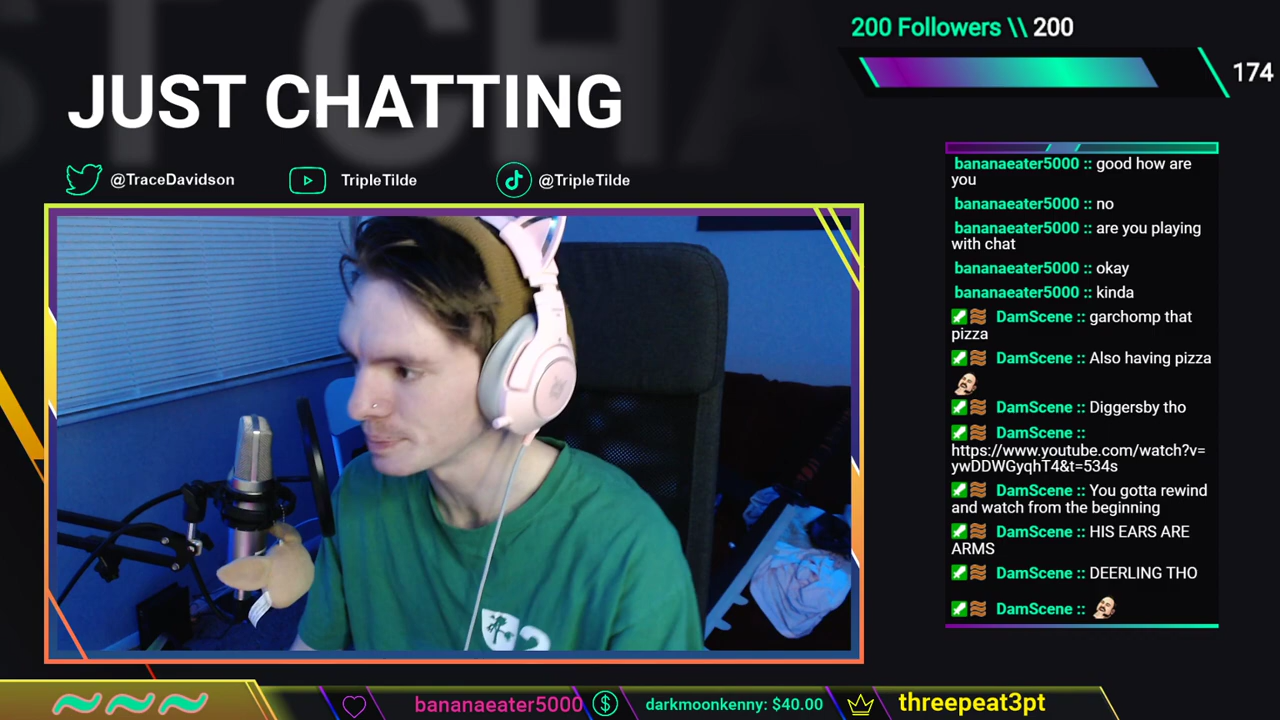 200 Followers \\ 200
174
JUST CHATTING
@TraceDavidson
TripleTilde
@TripleTilde
bananaeater5000 :: good how are
you
bananaeater5000 :: no
bananaeater5000 :: are you playing
with chat
bananaeater5000 :: okay
bananaeater5000 :: kinda
DamScene :: garchomp that
pizza
DamScene :: Also having pizza
DamScene :: Diggersby tho
DamScene ::
https://www.youtube.com/watch?v=
ywDDWGyqhT4&t=534s
DamScene :: You gotta rewind
and watch from the beginning
DamScene :: HIS EARS ARE
ARMS
DamScene :: DEERLING THO
DamScene ::
bananaeater5000
darkmoonkenny: $40.00
threepeat3pt